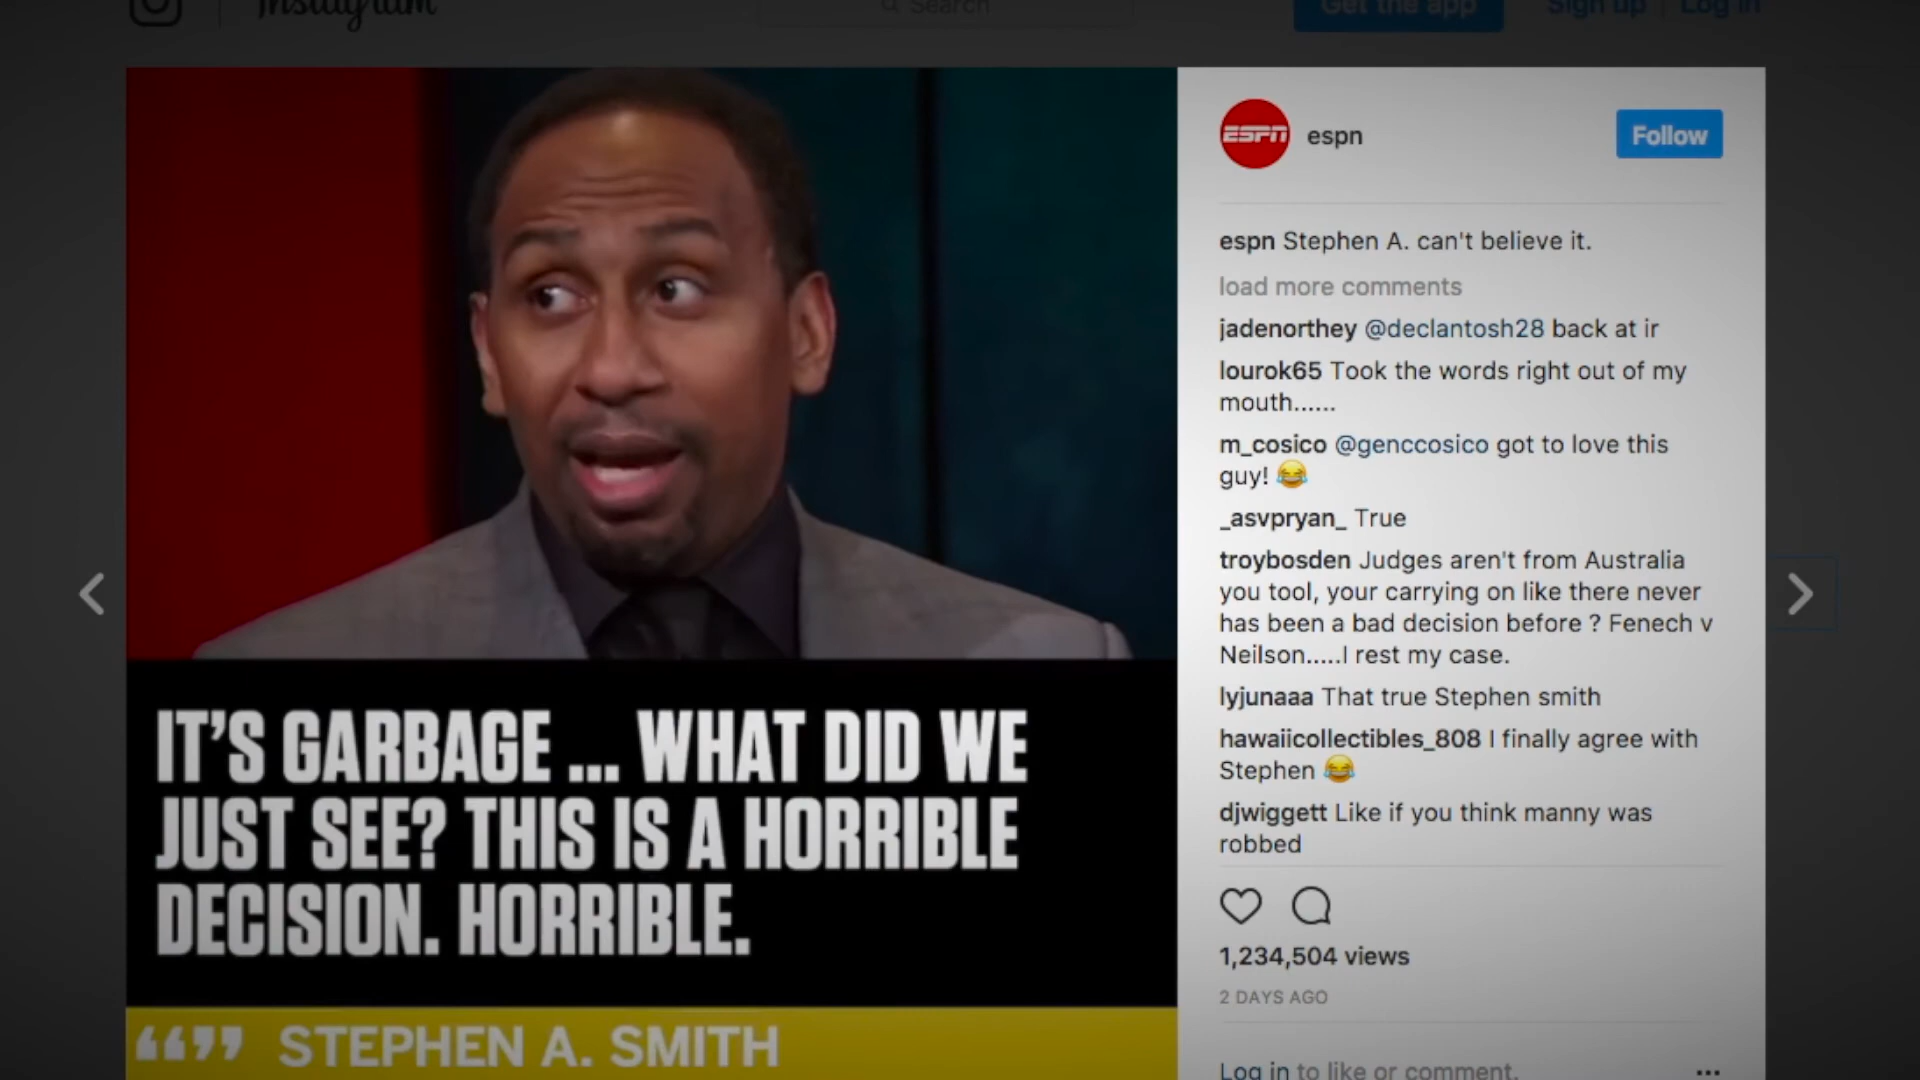 Instagram
Search
Get the app
Sign up | Log in
ESPN
espn
Follow
espn Stephen A. can't believe it.
load more comments
jadenorthey @declantosh28 back at ir
lourok65 Took the words right out of my
mouth......
m_cosico @genccosico got to love this
guy! 😂
_asvpryan_ True
troybosden Judges aren't from Australia
you tool, your carrying on like there never
has been a bad decision before ? Fenech v
Neilson.....I rest my case.
lyjunaaa That true Stephen smith
hawaiicollectibles_808 I finally agree with
Stephen 😂
djwiggett Like if you think manny was
robbed
1,234,504 views
2 DAYS AGO
Log in to like or comment.
IT'S GARBAGE ... WHAT DID WE
JUST SEE? THIS IS A HORRIBLE
DECISION. HORRIBLE.
““”” STEPHEN A. SMITH